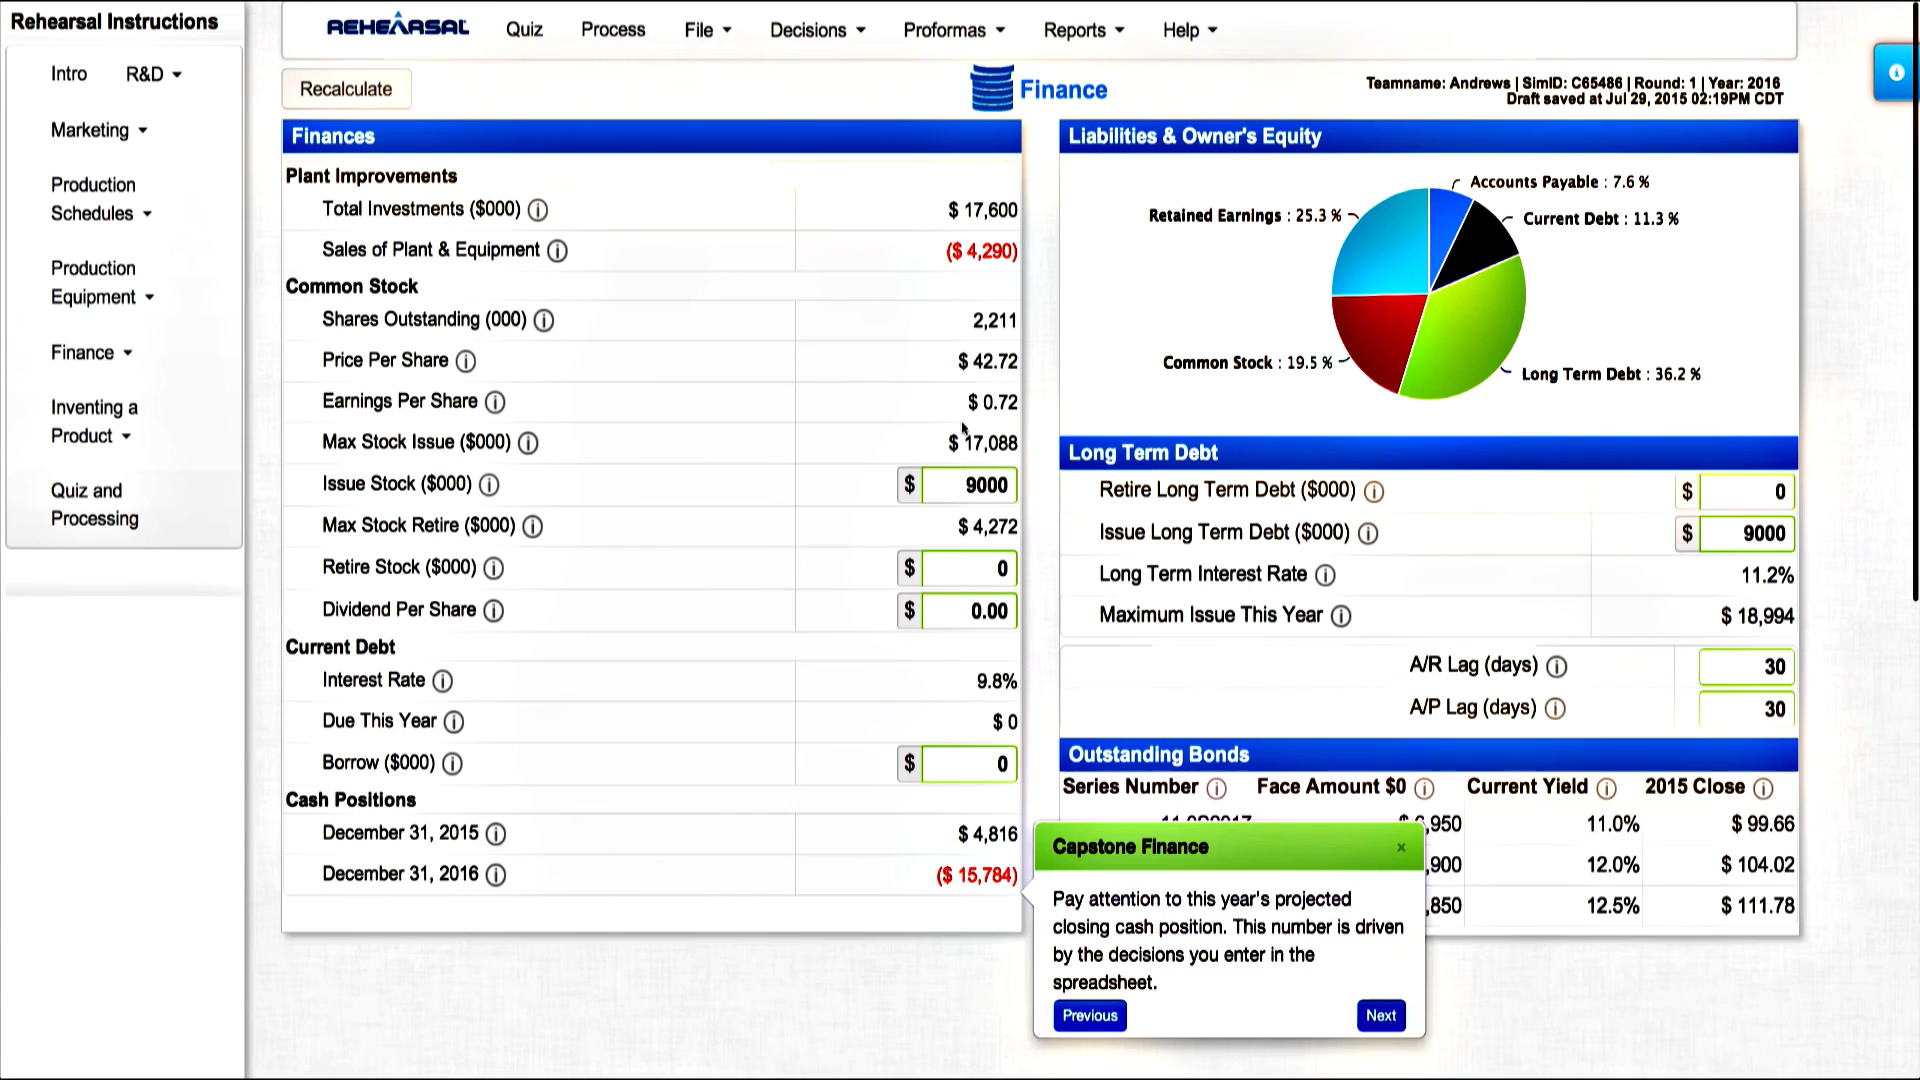 Rehearsal Instructions
Intro R&D
Marketing
Production
Schedules
Production
Equipment
Finance
Inventing a
Product
Quiz and
Processing
REHEARSAL Quiz Process File Decisions Proformas Reports Help
Recalculate
Finance
Teamname: Andrews | SimID: C65486 | Round: 1 | Year: 2016
Draft saved at Jul 29, 2015 02:19PM CDT
Finances
Plant Improvements
Total Investments ($000) $ 17,600
Sales of Plant & Equipment ($ 4,290)
Common Stock
Shares Outstanding (000) 2,211
Price Per Share $ 42.72
Earnings Per Share $ 0.72
Max Stock Issue ($000) $ 17,088
Issue Stock ($000) $ 9000
Max Stock Retire ($000) $ 4,272
Retire Stock ($000) $ 0
Dividend Per Share $ 0.00
Current Debt
Interest Rate 9.8%
Due This Year $ 0
Borrow ($000) $ 0
Cash Positions
December 31, 2015 $ 4,816
December 31, 2016 ($ 15,784)
Liabilities & Owner's Equity
Accounts Payable : 7.6 %
Retained Earnings : 25.3 %
Current Debt : 11.3 %
Common Stock : 19.5 %
Long Term Debt : 36.2 %
Long Term Debt
Retire Long Term Debt ($000) $ 0
Issue Long Term Debt ($000) $ 9000
Long Term Interest Rate 11.2%
Maximum Issue This Year $ 18,994
A/R Lag (days) 30
A/P Lag (days) 30
Outstanding Bonds
Series Number Face Amount $0 Current Yield 2015 Close
,950 11.0% $ 99.66
,900 12.0% $ 104.02
,850 12.5% $ 111.78
Capstone Finance ×
Pay attention to this year's projected
closing cash position. This number is driven
by the decisions you enter in the
spreadsheet.
Previous Next